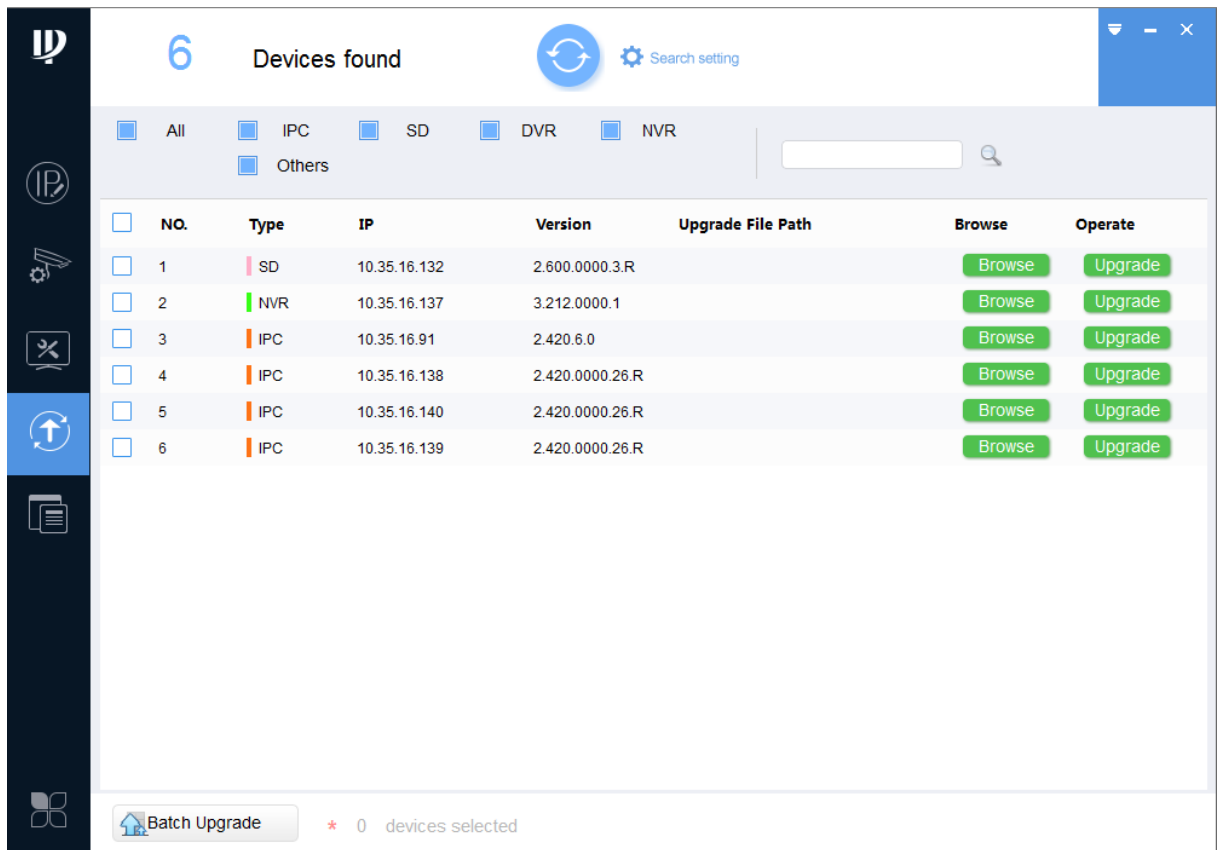 6 Devices found Search setting
All IPC SD DVR NVR
Others
NO. Type IP Version Upgrade File Path Browse Operate
1 SD 10.35.16.132 2.600.0000.3.R Browse Upgrade
2 NVR 10.35.16.137 3.212.0000.1 Browse Upgrade
3 IPC 10.35.16.91 2.420.6.0 Browse Upgrade
4 IPC 10.35.16.138 2.420.0000.26.R Browse Upgrade
5 IPC 10.35.16.140 2.420.0000.26.R Browse Upgrade
6 IPC 10.35.16.139 2.420.0000.26.R Browse Upgrade
IP
Batch Upgrade * 0 devices selected